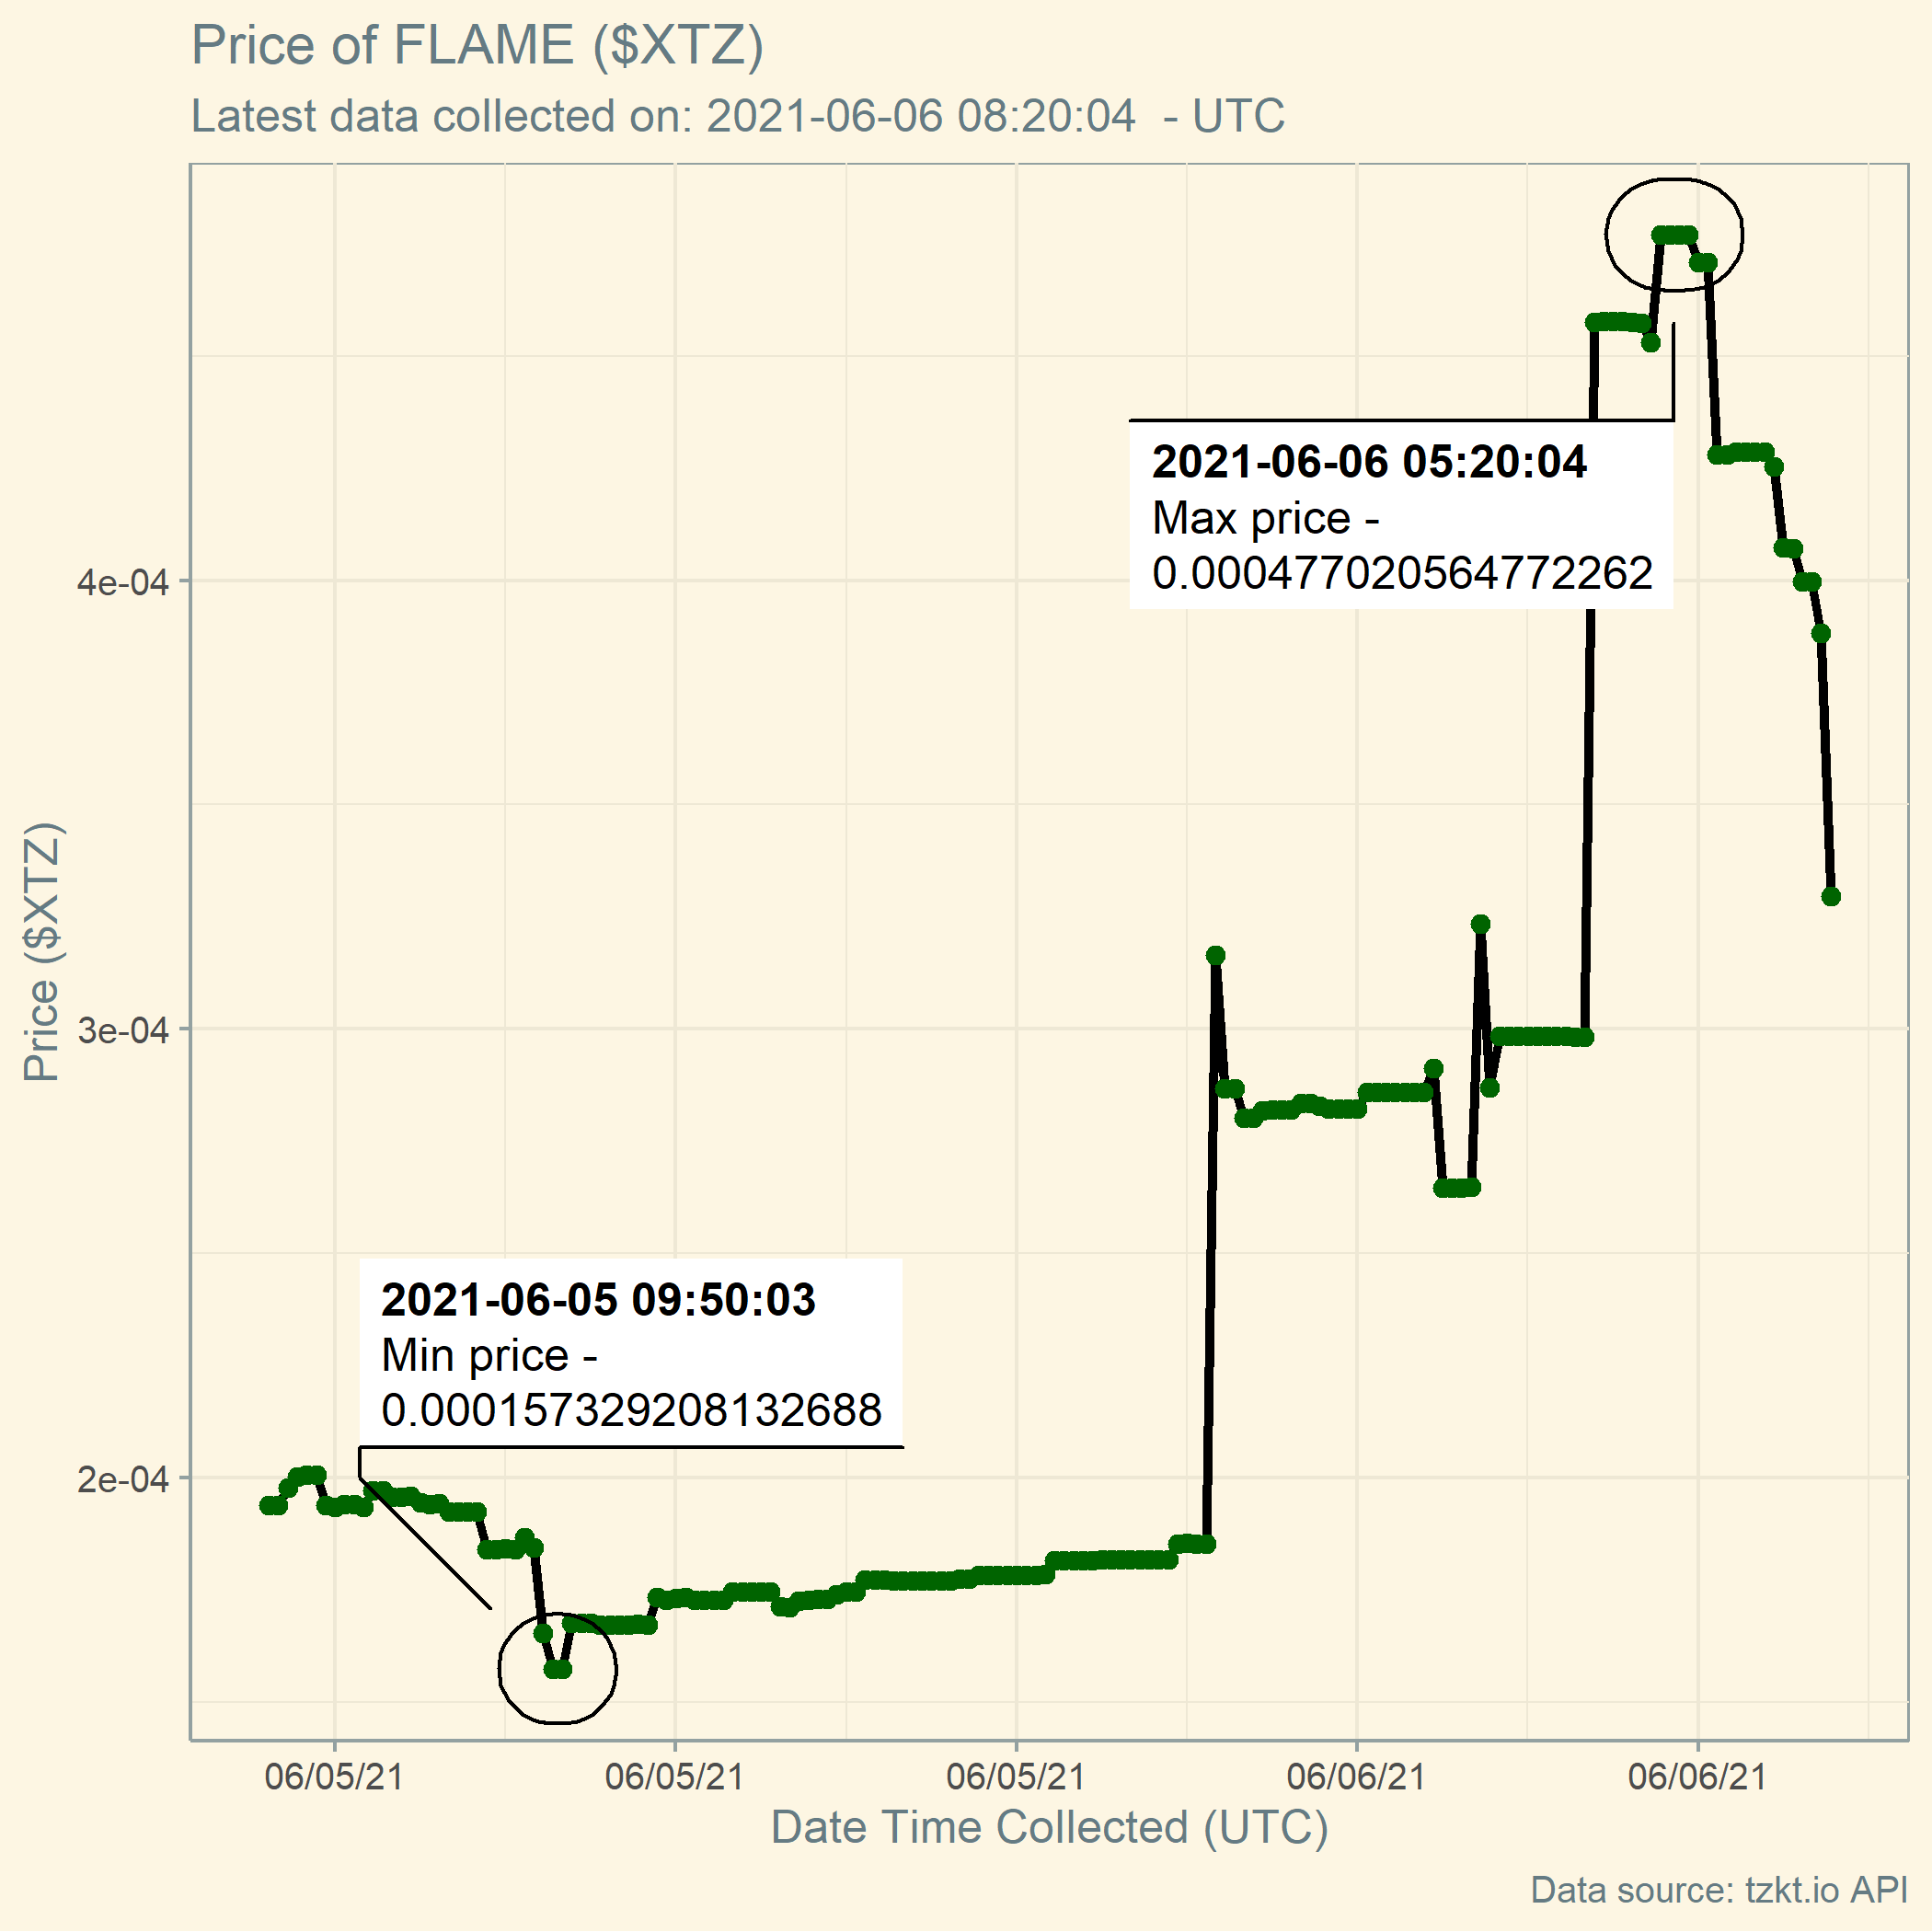 Price of FLAME ($XTZ)
Latest data collected on: 2021-06-06 08:20:04  - UTC
2021-06-06 05:20:04
Max price -
0.000477020564772262
4e-04
Price ($XTZ)
3e-04
2021-06-05 09:50:03
Min price -
0.000157329208132688
2e-04
06/05/21
06/05/21
06/05/21
06/06/21
06/06/21
Date Time Collected (UTC)
Data source: tzkt.io API